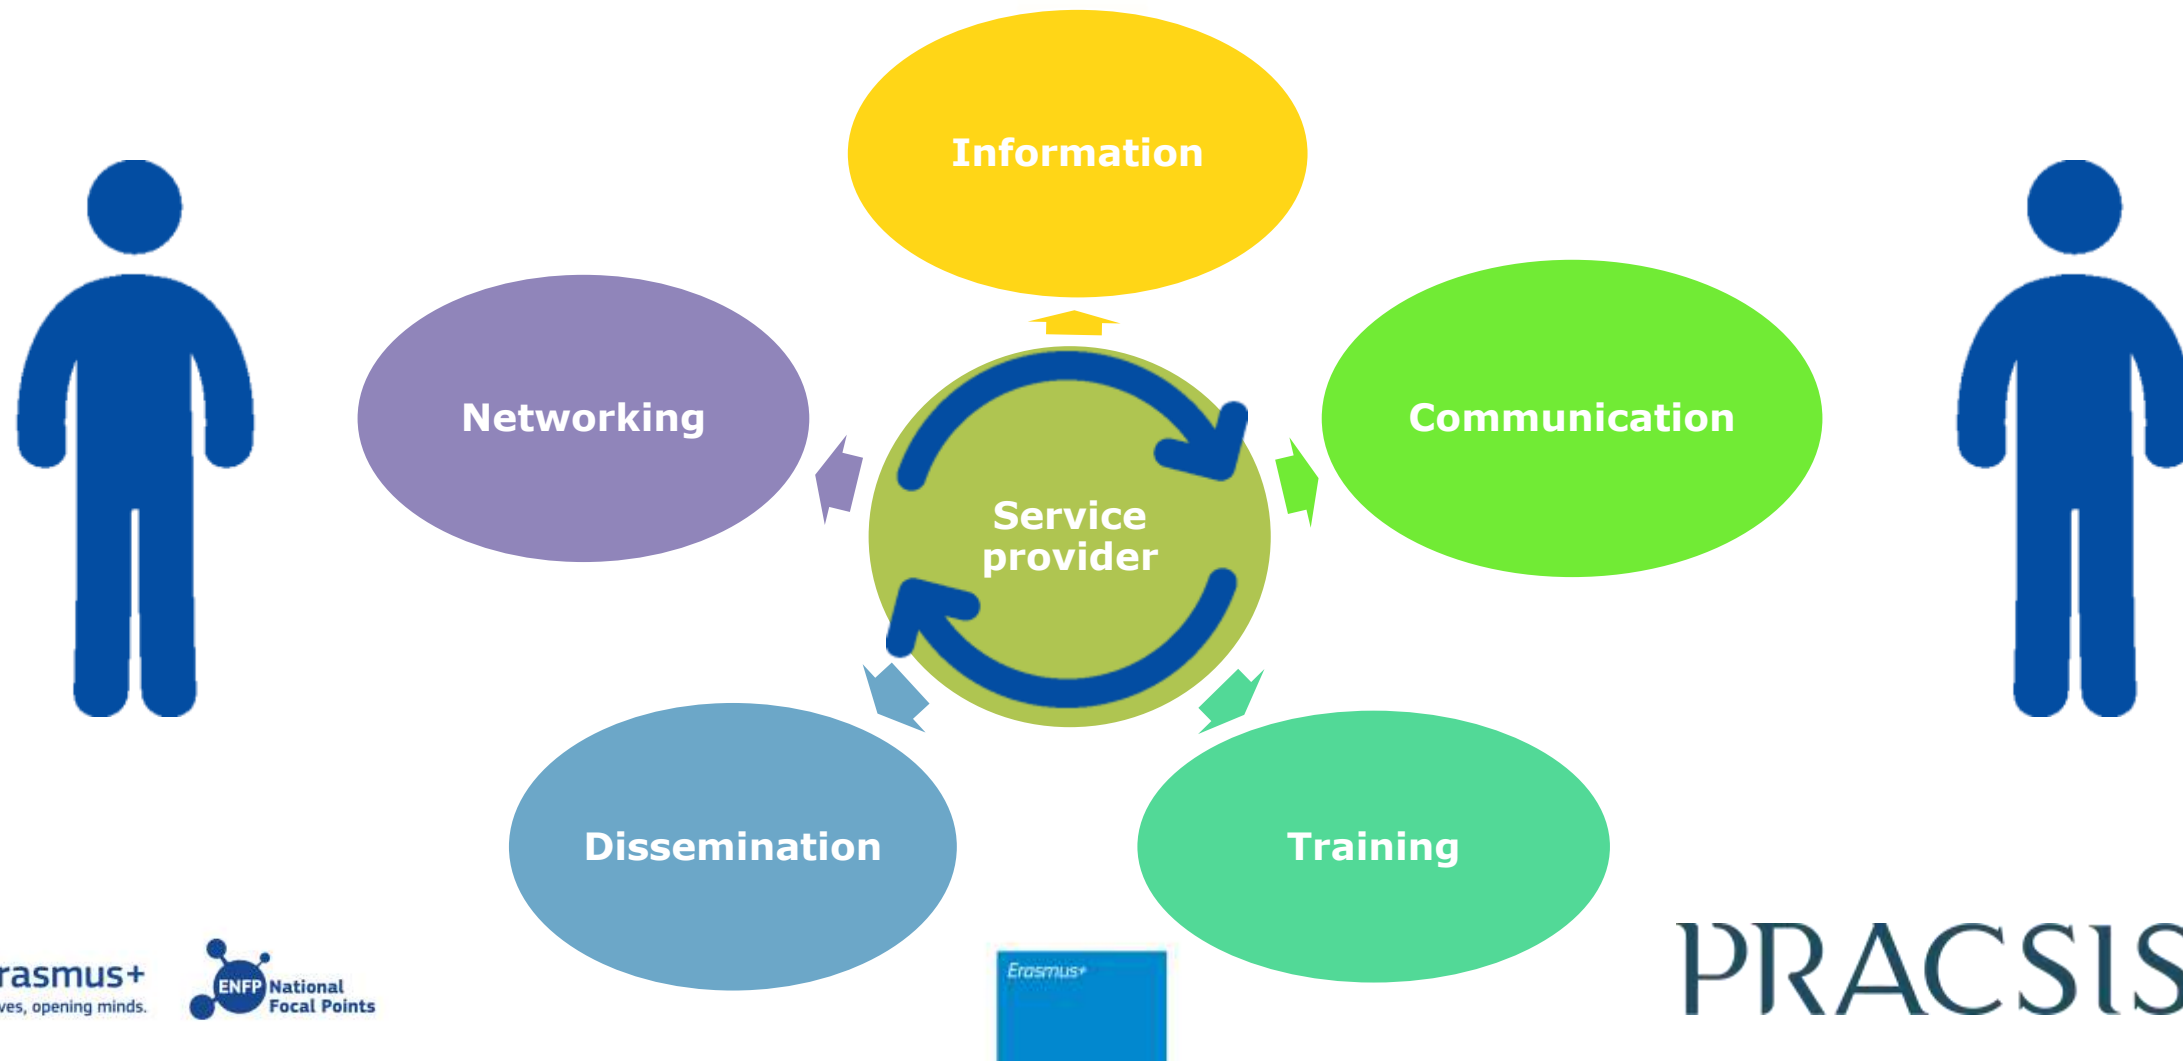 Information
Networking
Communication
Service
provider
Dissemination
Training
rasmus+
ves, opening minds.
ENFP
National
Focal Points
Erasmus+
PRACSIS